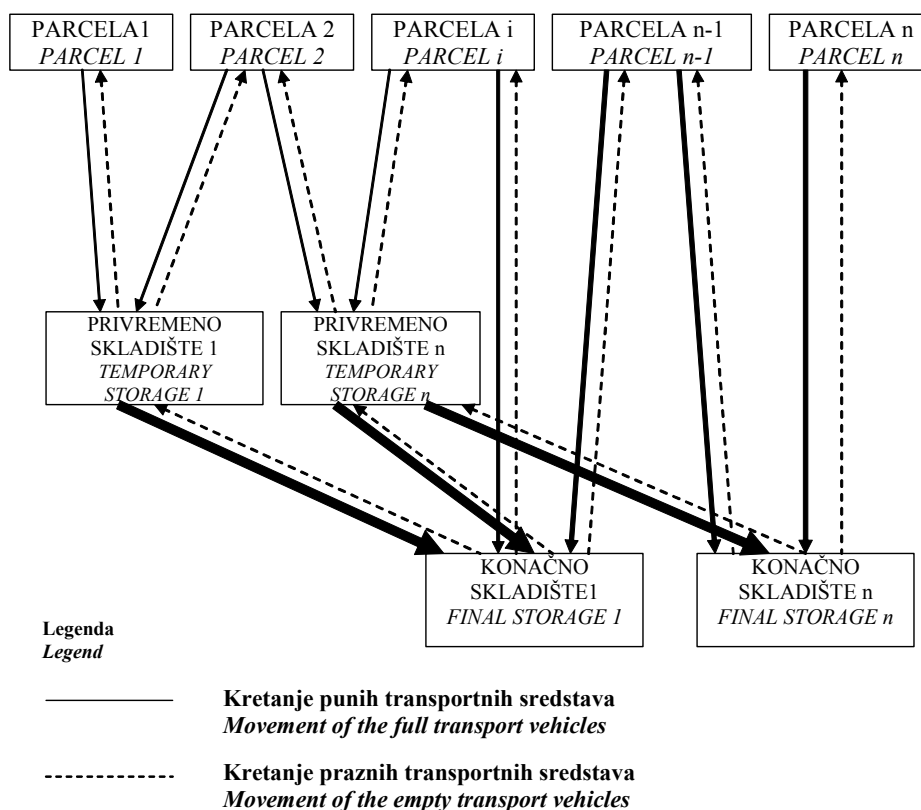 PARCELA1
PARCEL 1
PARCELA 2
PARCEL 2
PARCELA i
PARCEL i
PARCELA n-1
PARCEL n-1
PARCELA n
PARCEL n
PRIVREMENO
SKLADIŠTE 1
TEMPORARY
STORAGE 1
PRIVREMENO
SKLADIŠTE n
TEMPORARY
STORAGE n
KONAČNO
SKLADIŠTE1
FINAL STORAGE 1
KONAČNO
SKLADIŠTE n
FINAL STORAGE n
Legenda
Legend
Kretanje punih transportnih sredstava
Movement of the full transport vehicles
Kretanje praznih transportnih sredstava
Movement of the empty transport vehicles